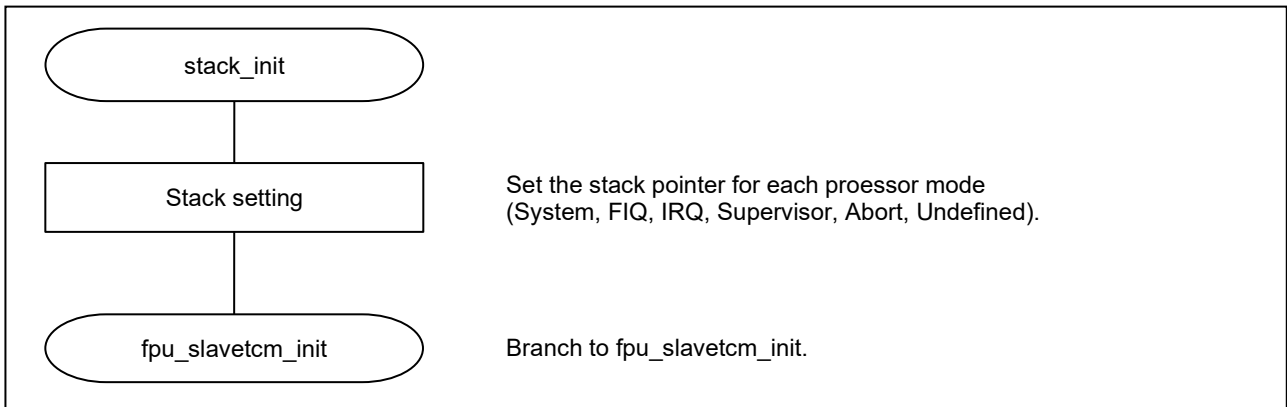 stack_init
Stack setting
Set the stack pointer for each proessor mode
(System, FIQ, IRQ, Supervisor, Abort, Undefined).
fpu_slavetcm_init
Branch to fpu_slavetcm_init.